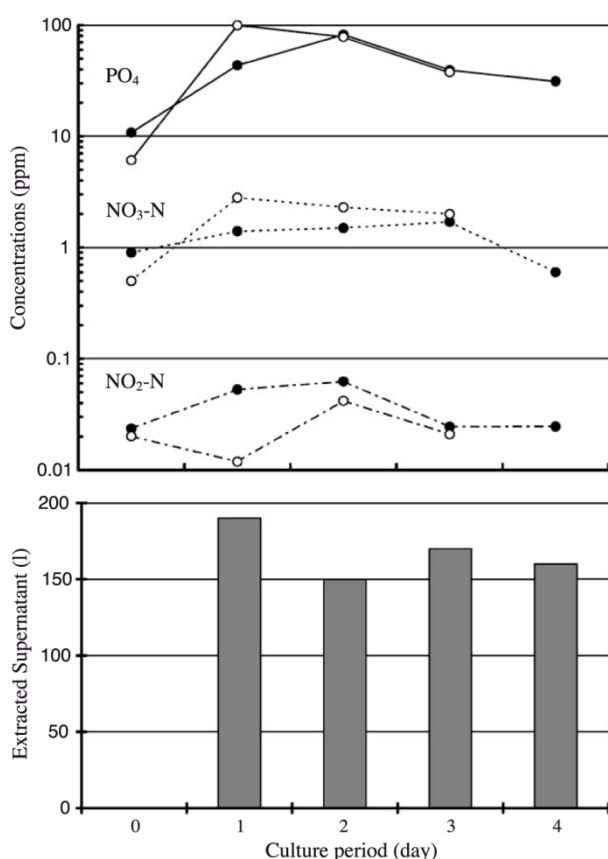 100
PO₄
10
Concentrations (ppm)
NO₃-N
1
0.1
NO₂-N
0.01
200
150
Extracted Supernatant (l)
100
50
0
0 1 2 3 4
Culture period (day)